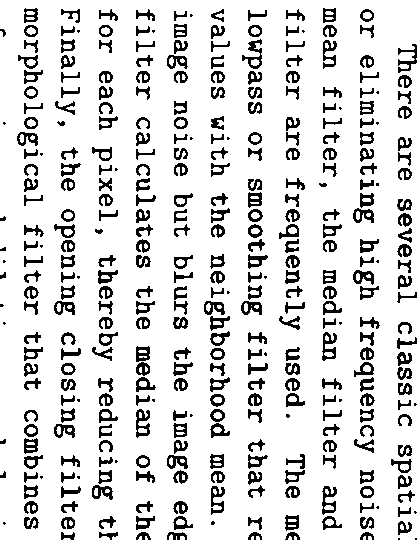 There are several classic spatial
or eliminating high frequency noise
mean filter, the median filter and
filter are frequently used. The me
lowpass or smoothing filter that re
values with the neighborhood mean.
image noise but blurs the image edg
filter calculates the median of the
for each pixel, thereby reducing th
Finally, the opening closing filter
morphological filter that combines